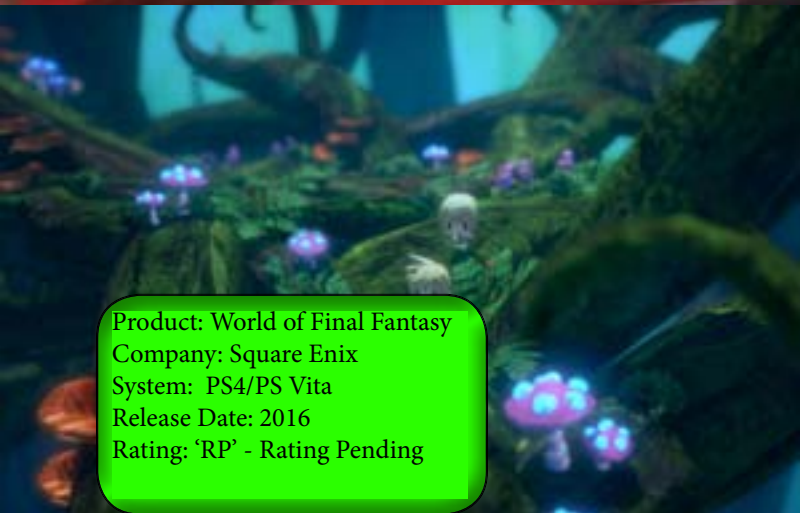 Product: World of Final Fantasy
Company: Square Enix
System:  PS4/PS Vita
Release Date: 2016
Rating: ‘RP’ - Rating Pending